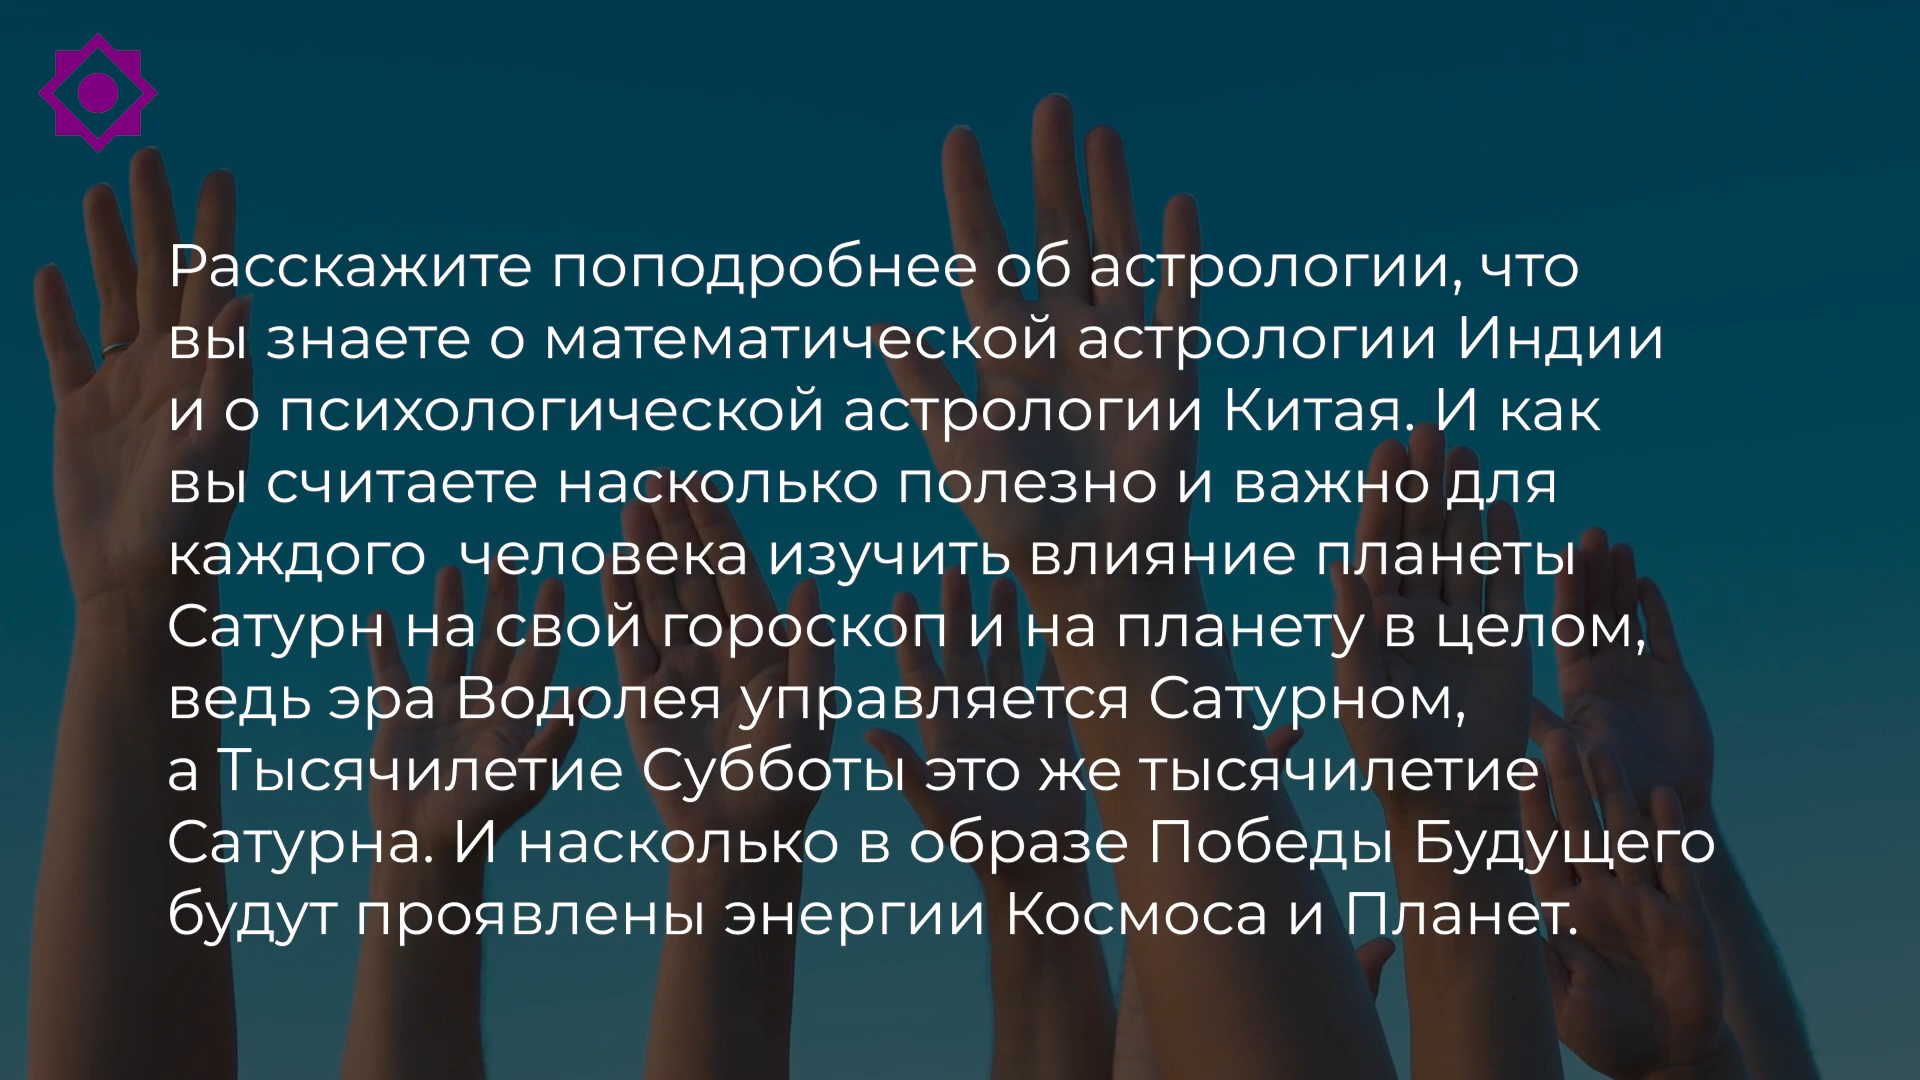 Расскажите поподробнее об астрологии, что
вы знаете о математической астрологии Индии
и о психологической астрологии Китая. И как
вы считаете насколько полезно и важно для
каждого  человека изучить влияние планеты
Сатурн на свой гороскоп и на планету в целом,
ведь эра Водолея управляется Сатурном,
а Тысячилетие Субботы это же тысячилетие
Сатурна. И насколько в образе Победы Будущего
будут проявлены энергии Космоса и Планет.